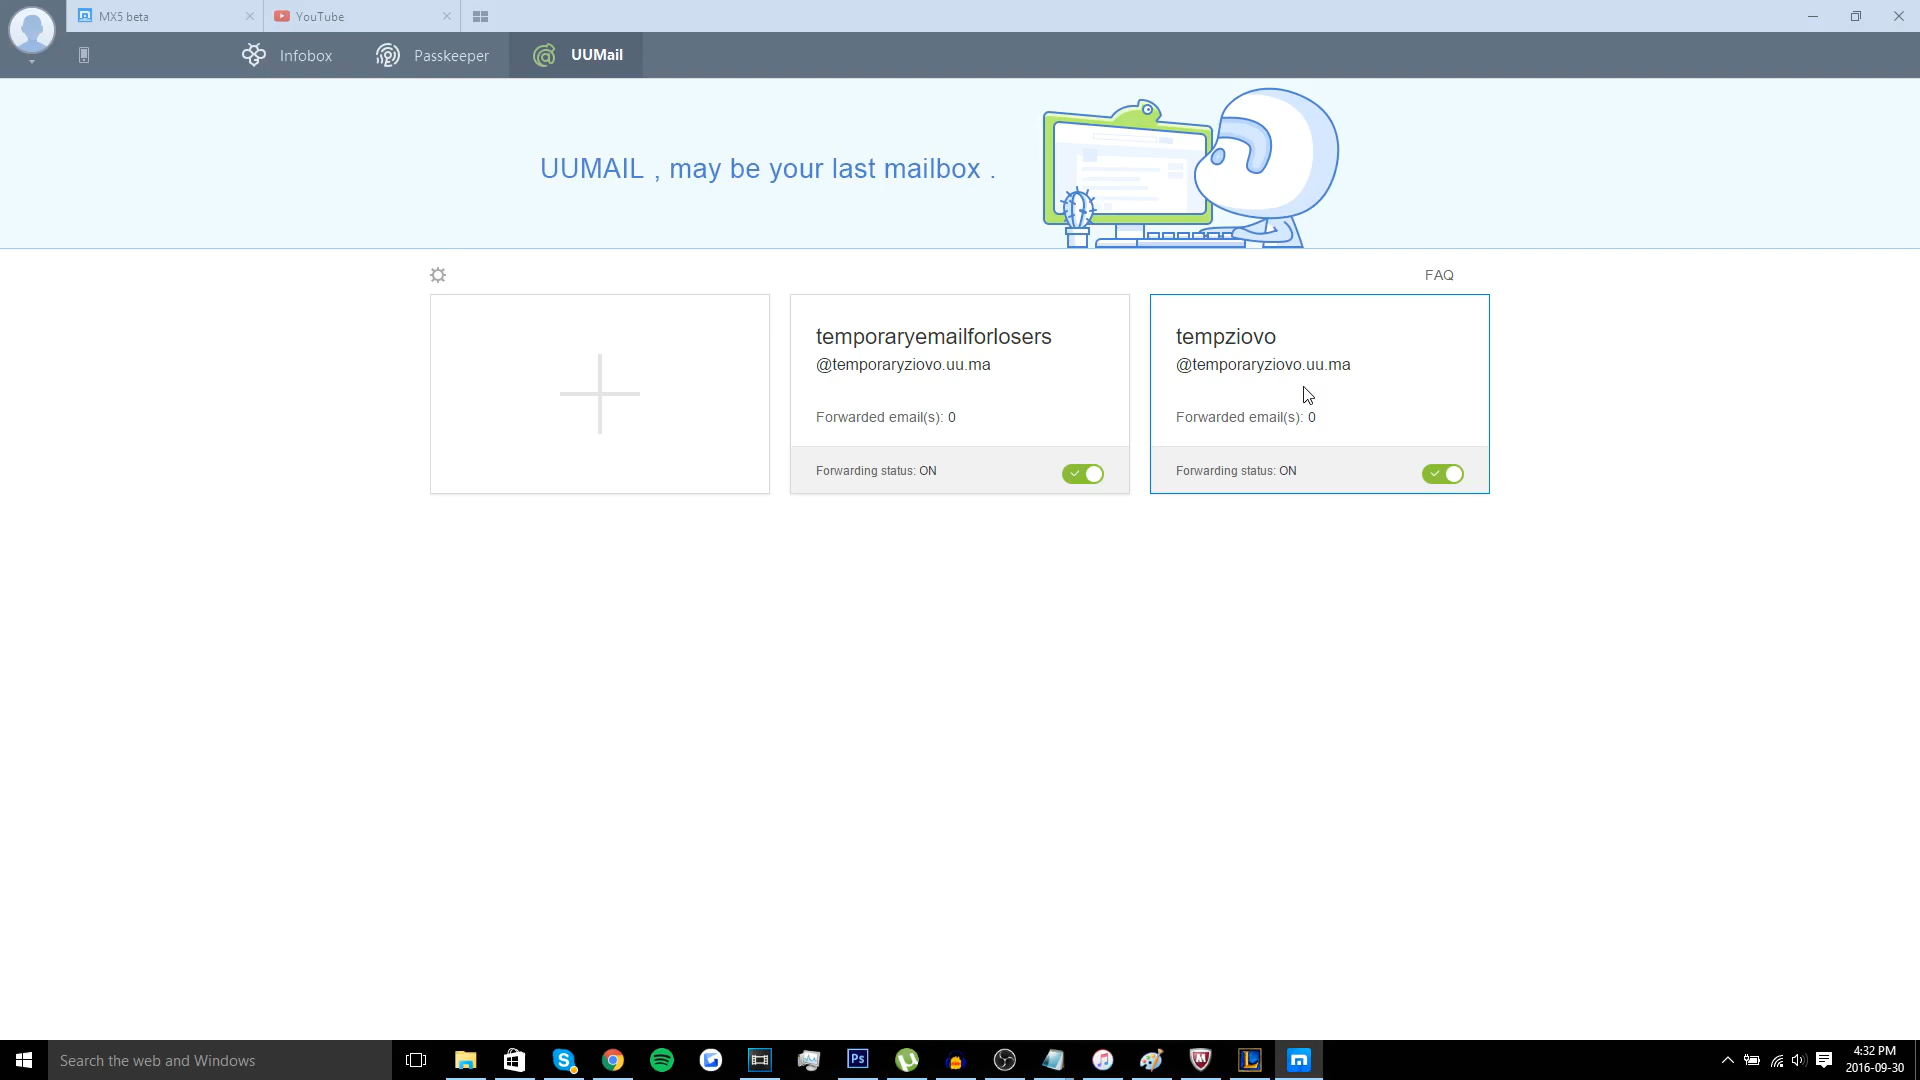 MX5 beta
YouTube
Infobox
Passkeeper
UUMail
UUMAIL , may be your last mailbox .
FAQ
temporaryemailforlosers
@temporaryziovo.uu.ma
Forwarded email(s): 0
Forwarding status: ON
tempziovo
@temporaryziovo.uu.ma
Forwarded email(s): 0
Forwarding status: ON
Search the web and Windows
Ps
4:32 PM
2016-09-30